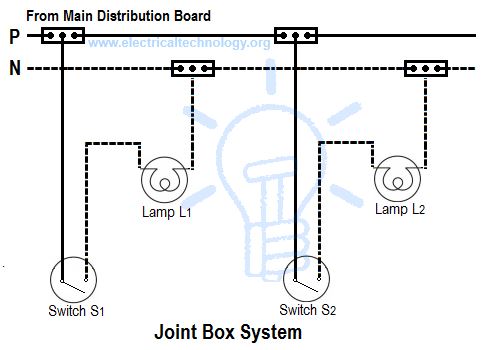 From Main Distribution Board
www.electricaltechnology.org
P
N
Lamp L1
Lamp L2
Switch S1
Switch S2
Joint Box System